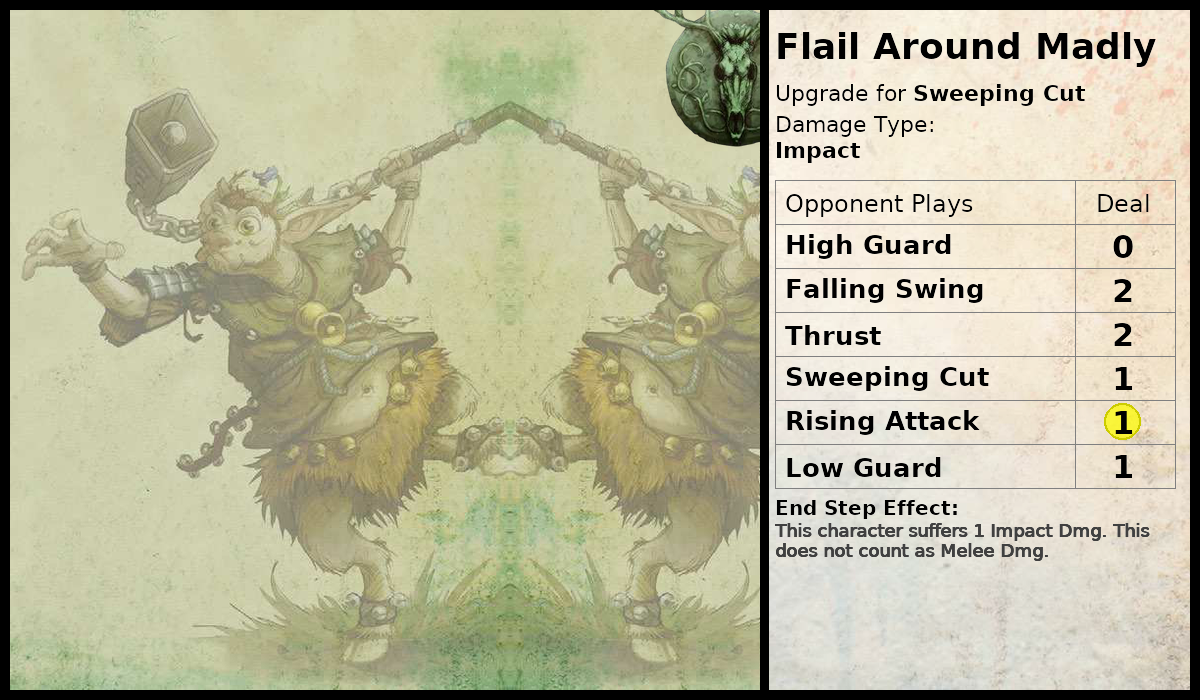 Flail Around Madly
Upgrade for Sweeping Cut
Damage Type:
Impact
Opponent Plays Deal
High Guard 0
Falling Swing 2
Thrust 2
Sweeping Cut 1
Rising Attack 1
Low Guard 1
End Step Effect:
This character suffers 1 Impact Dmg. This
does not count as Melee Dmg.